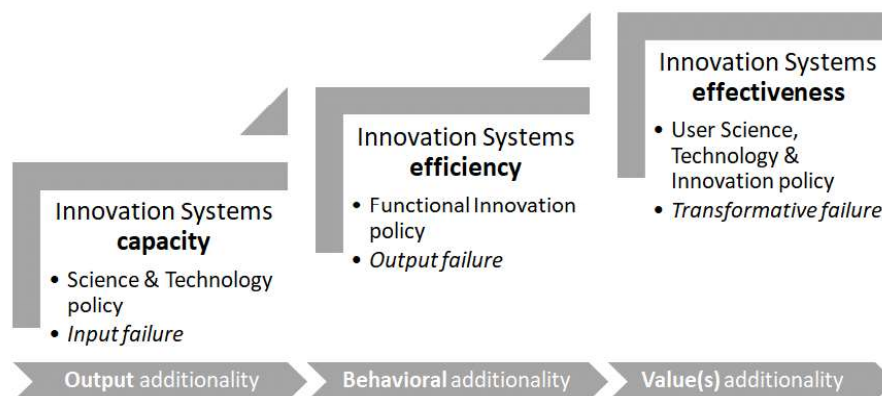 Innovation Systems
capacity
• Science & Technology
policy
• Input failure
Innovation Systems
efficiency
• Functional Innovation
policy
• Output failure
Innovation Systems
effectiveness
• User Science,
Technology &
Innovation policy
• Transformative failure
Output additionality
Behavioral additionality
Value(s) additionality